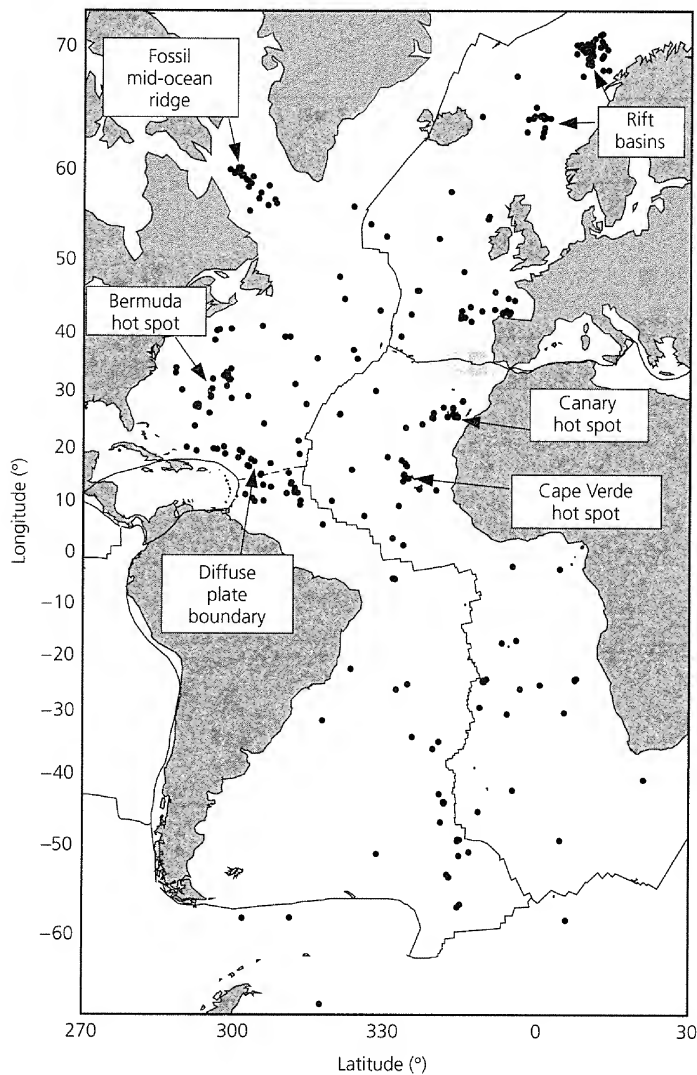 70
60
50
40
30
20
10
0
−10
−20
−30
−40
−50
−60
Longitude (°)
Fossil
mid-ocean
ridge
Rift
basins
Bermuda
hot spot
Canary
hot spot
Cape Verde
hot spot
Diffuse
plate
boundary
270
300
330
0
30
Latitude (°)